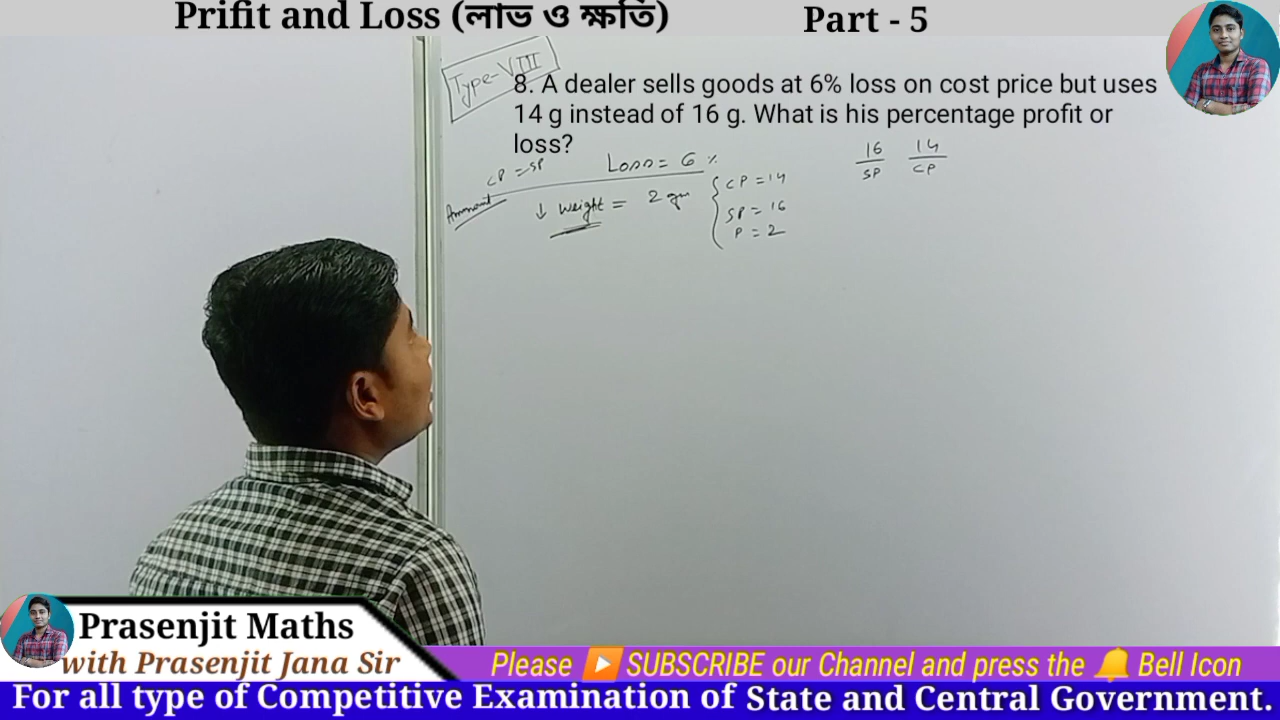 Prifit and Loss (লাভ ও ক্ষতি) Part - 5
Type-VIII
8. A dealer sells goods at 6% loss on cost price but uses
14 g instead of 16 g. What is his percentage profit or
loss?
CP = SP Loss = 6 %
16/SP 14/CP
Ammount ↓ weight = 2 gm { CP = 14
SP = 16
P = 2
Prasenjit Maths
with Prasenjit Jana Sir
Please ▶️ SUBSCRIBE our Channel and press the 🔔 Bell Icon
For all type of Competitive Examination of State and Central Government.